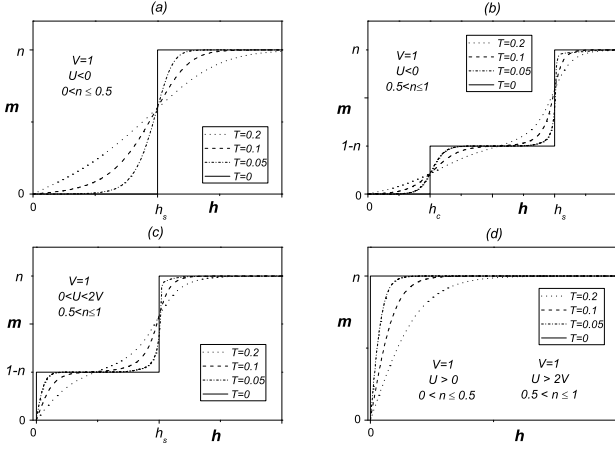 (a)
n
V=1
U<0
0<n ≤ 0.5
m
T=0.2
T=0.1
T=0.05
T=0
0
0
h_s
h
(b)
n
V=1
U<0
0.5<n≤1
T=0.2
T=0.1
T=0.05
T=0
m
1-n
0
0
h_c
h
h_s
(c)
n
V=1
0<U<2V
0.5<n≤1
m
1-n
T=0.2
T=0.1
T=0.05
T=0
0
0
h_s
h
(d)
n
T=0.2
T=0.1
T=0.05
T=0
m
V=1
U > 0
0 < n ≤ 0.5
V=1
U > 2V
0.5 < n ≤ 1
0
0
h